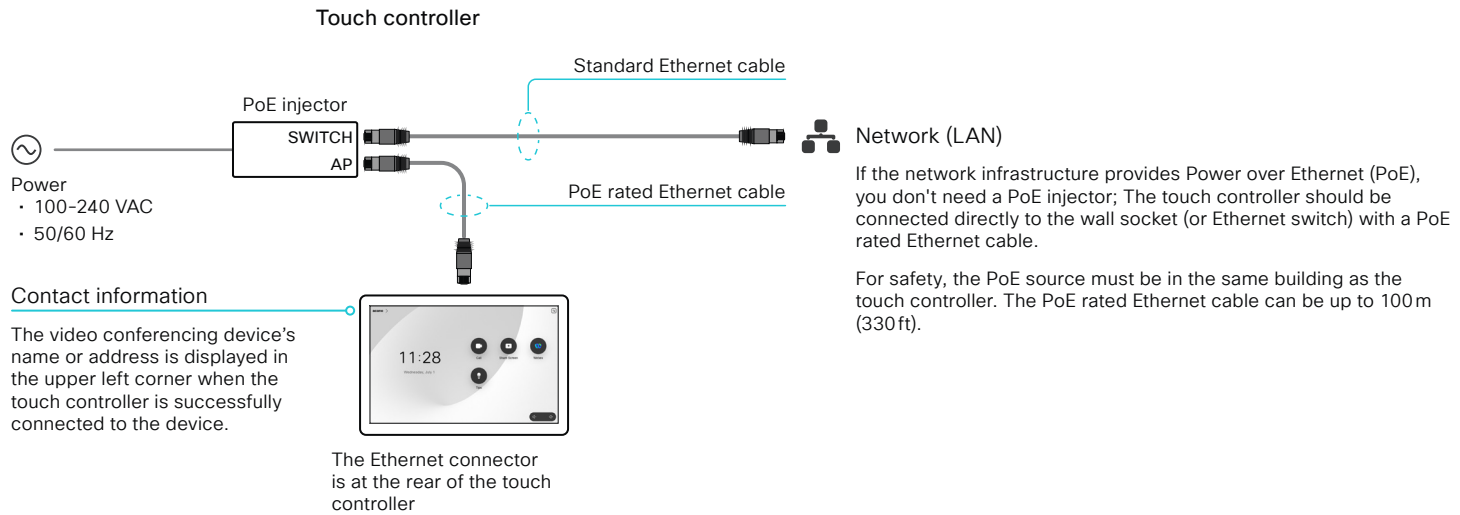 Touch controller
Standard Ethernet cable
PoE injector
SWITCH
AP
Network (LAN)
Power
• 100–240 VAC
• 50/60 Hz
PoE rated Ethernet cable
If the network infrastructure provides Power over Ethernet (PoE),
you don't need a PoE injector; The touch controller should be
connected directly to the wall socket (or Ethernet switch) with a PoE
rated Ethernet cable.
For safety, the PoE source must be in the same building as the
touch controller. The PoE rated Ethernet cable can be up to 100 m
(330 ft).
Contact information
The video conferencing device’s
name or address is displayed in
the upper left corner when the
touch controller is successfully
connected to the device.
11:28
Call
The Ethernet connector
is at the rear of the touch
controller